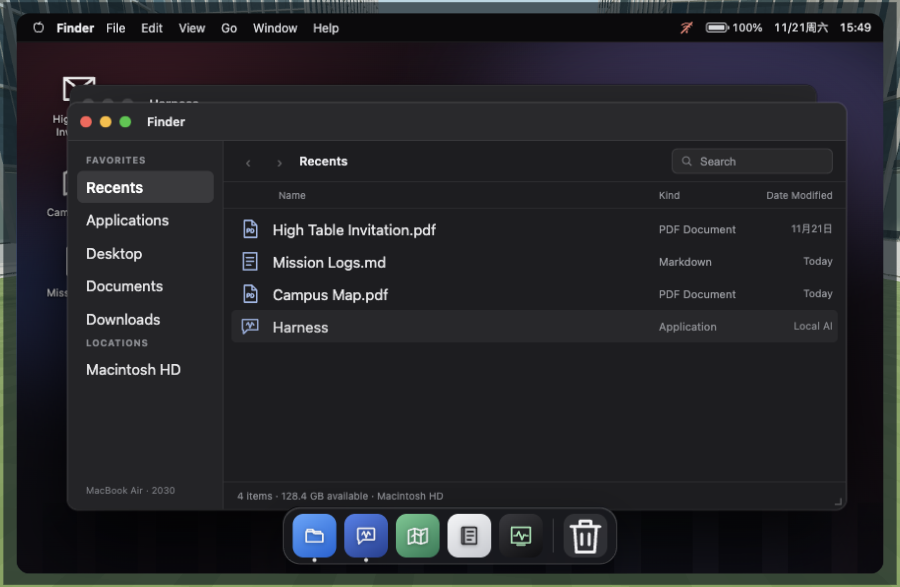 Finder File Edit View Go Window Help 100% 11/21周六 15:49
Harness
Finder
FAVORITES
Recents
Applications
Desktop
Documents
Downloads
LOCATIONS
Macintosh HD
MacBook Air · 2030
Recents Search
Name Kind Date Modified
High Table Invitation.pdf PDF Document 11月21日
Mission Logs.md Markdown Today
Campus Map.pdf PDF Document Today
Harness Application Local AI
4 items · 128.4 GB available · Macintosh HD